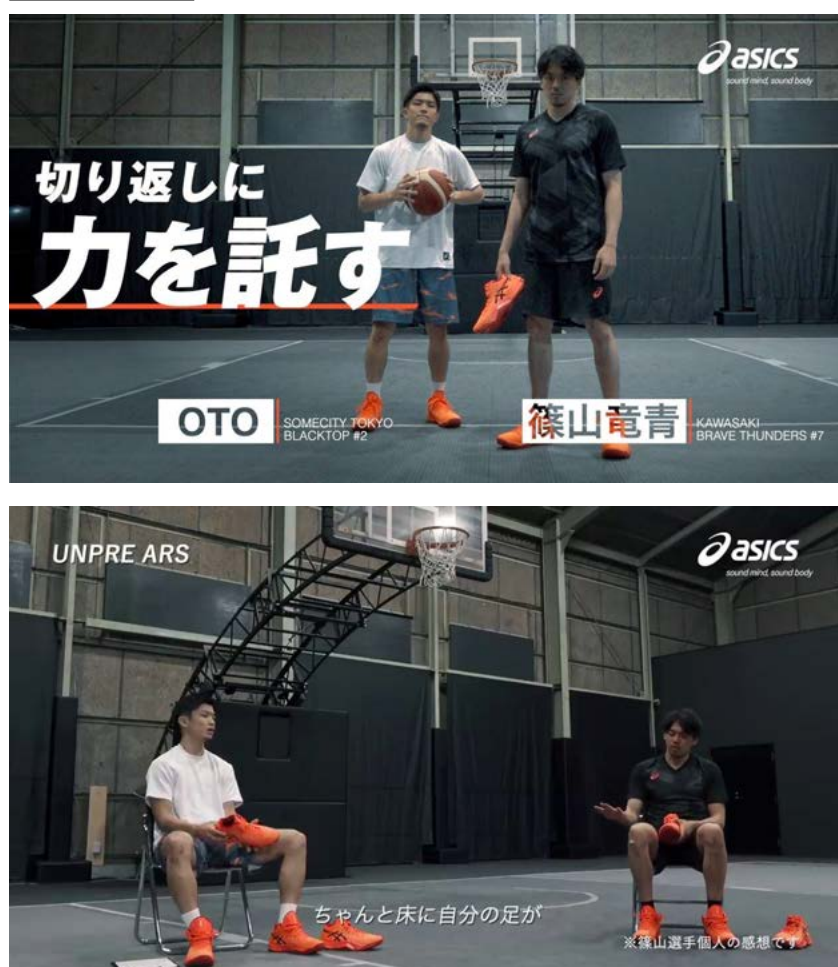 asics
sound mind, sound body
切り返しに
力を託す
OTO
SOMECITY TOKYO
BLACKTOP #2
篠山竜青
KAWASAKI
BRAVE THUNDERS #7
UNPRE ARS
asics
sound mind, sound body
ちゃんと床に自分の足が
※篠山選手個人の感想です